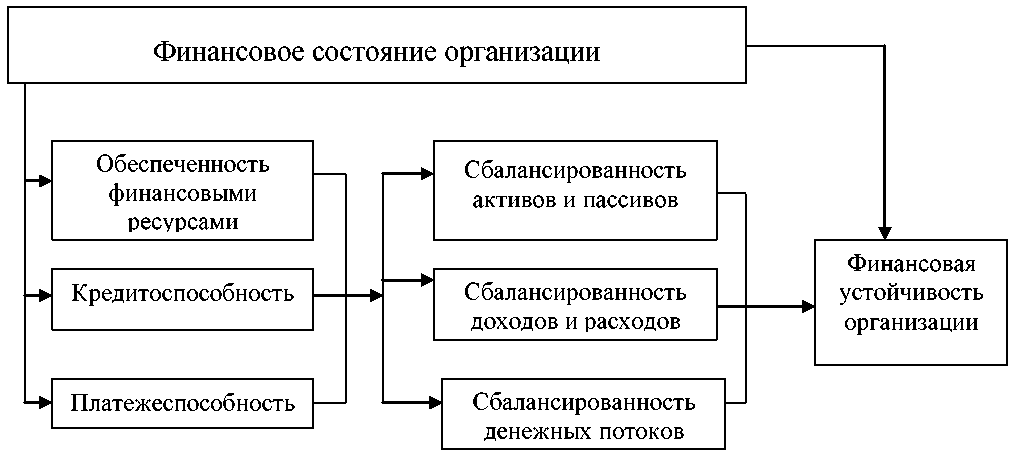 Финансовое состояние организации
Обеспеченность
финансовыми
ресурсами
Сбалансированность
активов и пассивов
Кредитоспособность
Сбалансированность
доходов и расходов
Финансовая
устойчивость
организации
Платежеспособность
Сбалансированность
денежных потоков